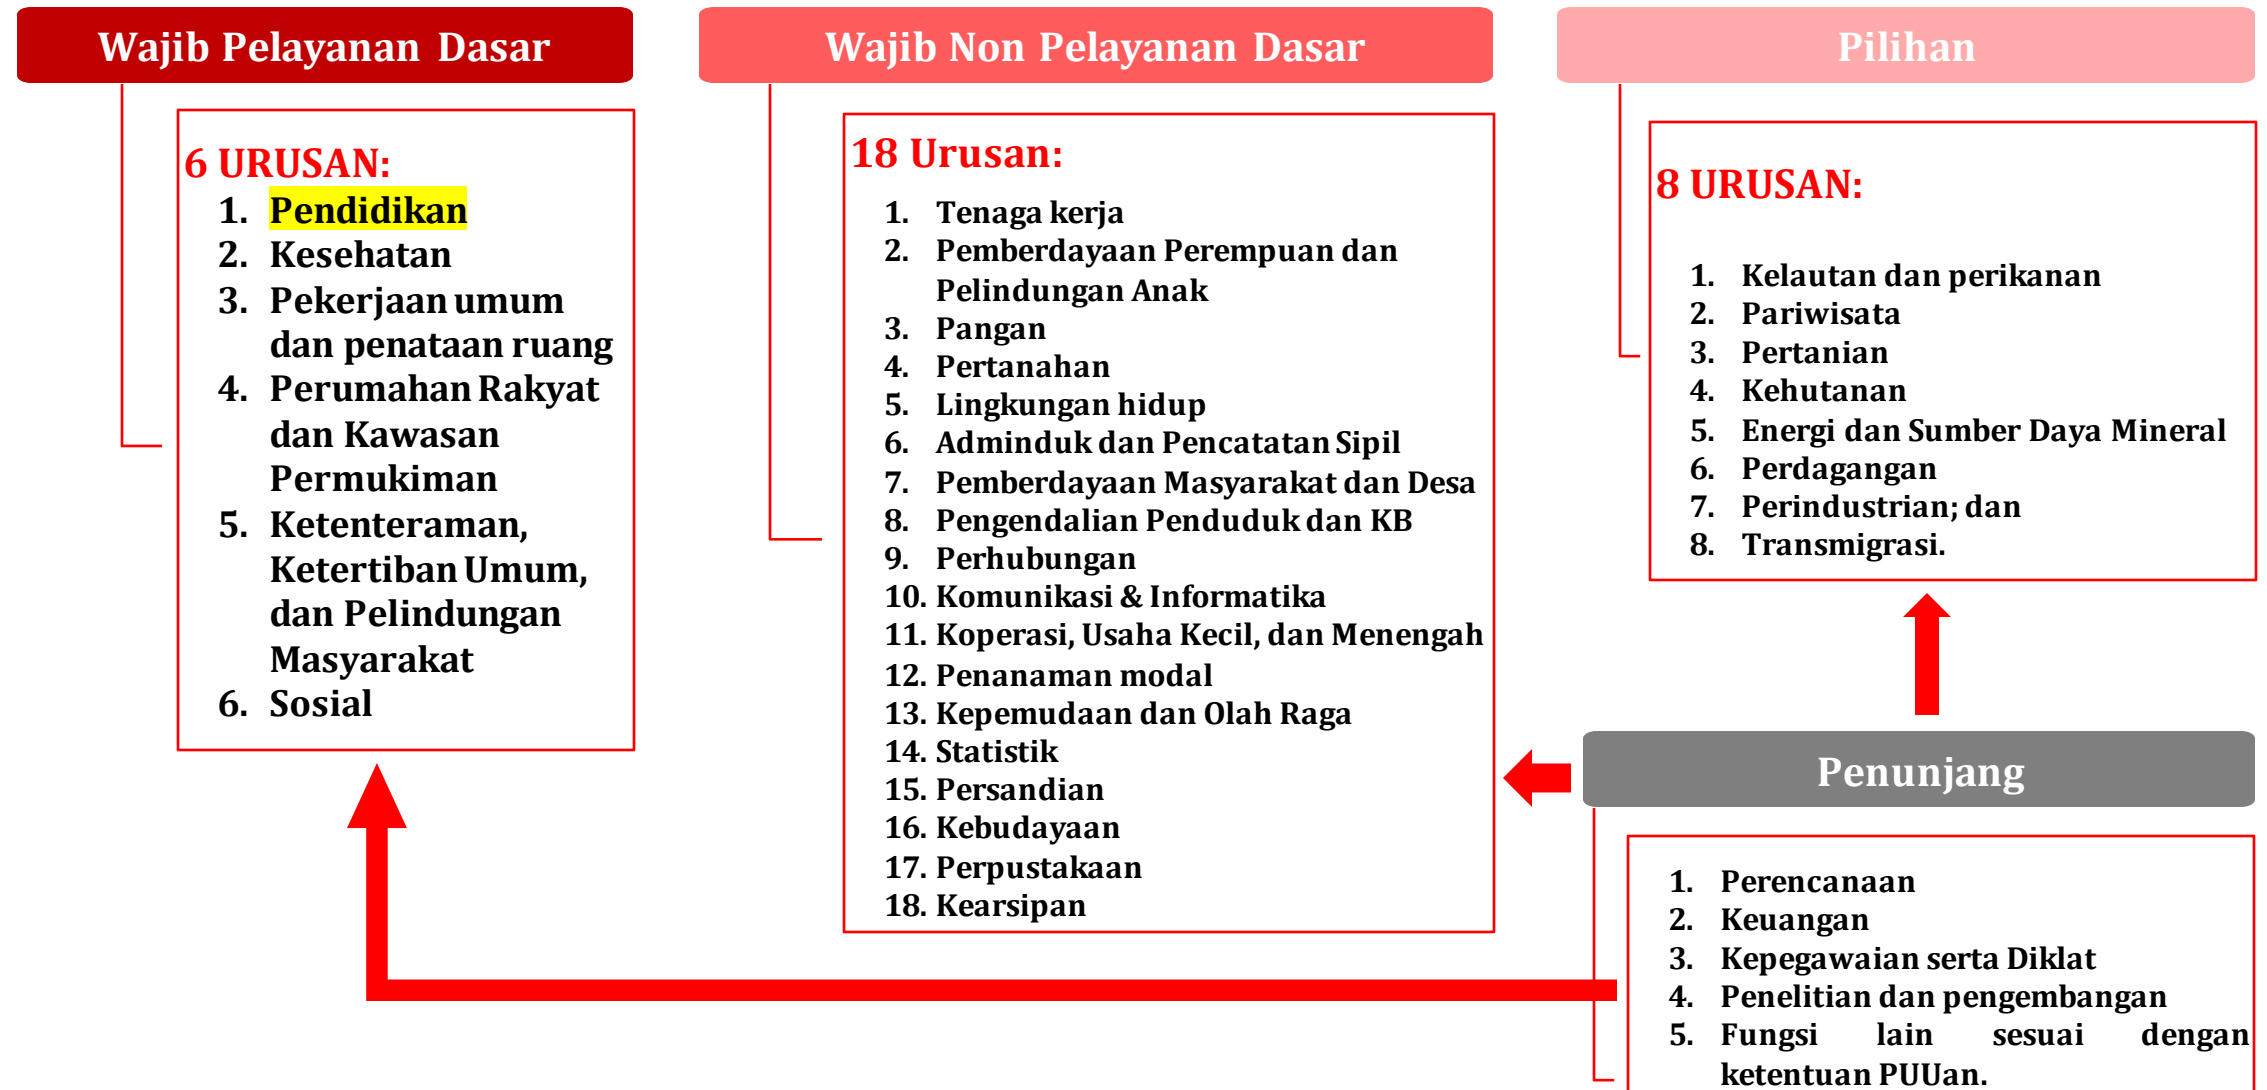 Wajib Pelayanan Dasar
6 URUSAN:
1. Pendidikan
2. Kesehatan
3. Pekerjaan umum
dan penataan ruang
4. Perumahan Rakyat
dan Kawasan
Permukiman
5. Ketenteraman,
Ketertiban Umum,
dan Pelindungan
Masyarakat
6. Sosial
Wajib Non Pelayanan Dasar
18 Urusan:
1. Tenaga kerja
2. Pemberdayaan Perempuan dan
Pelindungan Anak
3. Pangan
4. Pertanahan
5. Lingkungan hidup
6. Adminduk dan Pencatatan Sipil
7. Pemberdayaan Masyarakat dan Desa
8. Pengendalian Penduduk dan KB
9. Perhubungan
10. Komunikasi & Informatika
11. Koperasi, Usaha Kecil, dan Menengah
12. Penanaman modal
13. Kepemudaan dan Olah Raga
14. Statistik
15. Persandian
16. Kebudayaan
17. Perpustakaan
18. Kearsipan
Pilihan
8 URUSAN:
1. Kelautan dan perikanan
2. Pariwisata
3. Pertanian
4. Kehutanan
5. Energi dan Sumber Daya Mineral
6. Perdagangan
7. Perindustrian; dan
8. Transmigrasi.
Penunjang
1. Perencanaan
2. Keuangan
3. Kepegawaian serta Diklat
4. Penelitian dan pengembangan
5. Fungsi lain sesuai dengan
ketentuan PUUan.